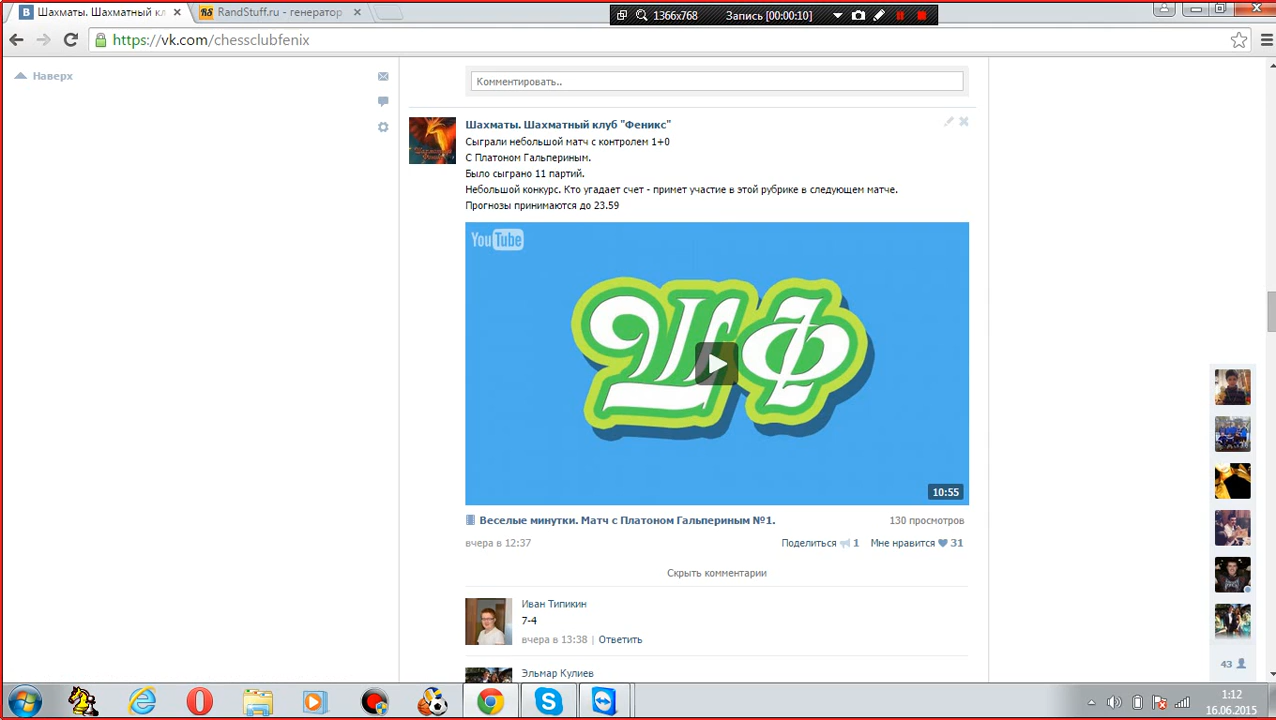 Шахматы. Шахматный кл
RandStuff.ru - генератор
1366x768
Запись [00:00:10]
https://vk.com/chessclubfenix
Наверх
Комментировать..
Шахматы. Шахматный клуб "Феникс"
Сыграли небольшой матч с контролем 1+0
С Платоном Гальпериным.
Было сыграно 11 партий.
Небольшой конкурс. Кто угадает счет - примет участие в этой рубрике в следующем матче.
Прогнозы принимаются до 23.59
YouTube
ШФ
10:55
Веселые минутки. Матч с Платоном Гальпериным №1.
130 просмотров
вчера в 12:37
Поделиться 1
Мне нравится 31
Скрыть комментарии
Иван Типикин
7-4
вчера в 13:38 | Ответить
Эльмар Кулиев
43
1:12
16.06.2015